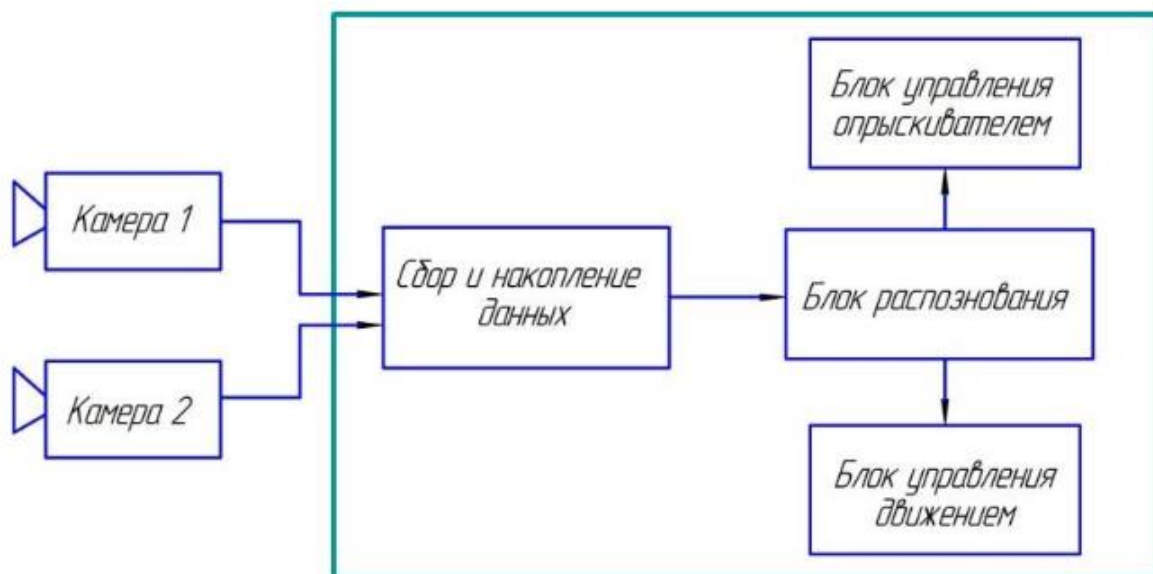 Камера 1
Камера 2
Сбор и накопление
данных
Блок распознования
Блок управления
опрыскивателем
Блок управления
движением